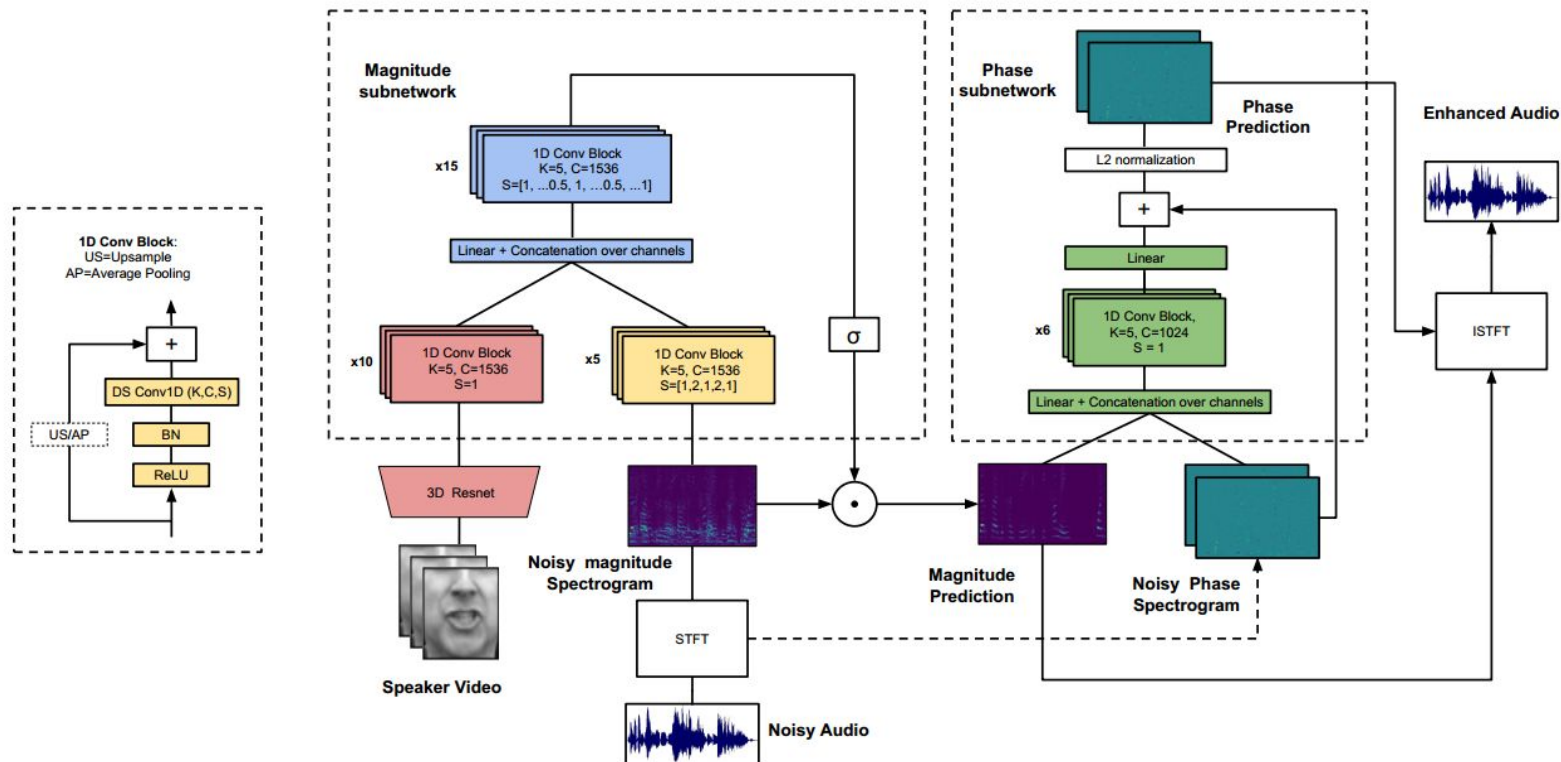 1D Conv Block:
US=Upsample
AP=Average Pooling
+
DS Conv1D (K,C,S)
US/AP
BN
ReLU
Magnitude
subnetwork
x15
1D Conv Block
K=5, C=1536
S=[1, ...0.5, 1, ...0.5, ...1]
Linear + Concatenation over channels
x10
1D Conv Block
K=5, C=1536
S=1
x5
1D Conv Block
K=5, C=1536
S=[1,2,1,2,1]
σ
3D Resnet
Speaker Video
Noisy magnitude
Spectrogram
STFT
Noisy Audio
Phase
subnetwork
Phase
Prediction
L2 normalization
+
Linear
x6
1D Conv Block,
K=5, C=1024
S = 1
Linear + Concatenation over channels
Magnitude
Prediction
Noisy Phase
Spectrogram
Enhanced Audio
ISTFT